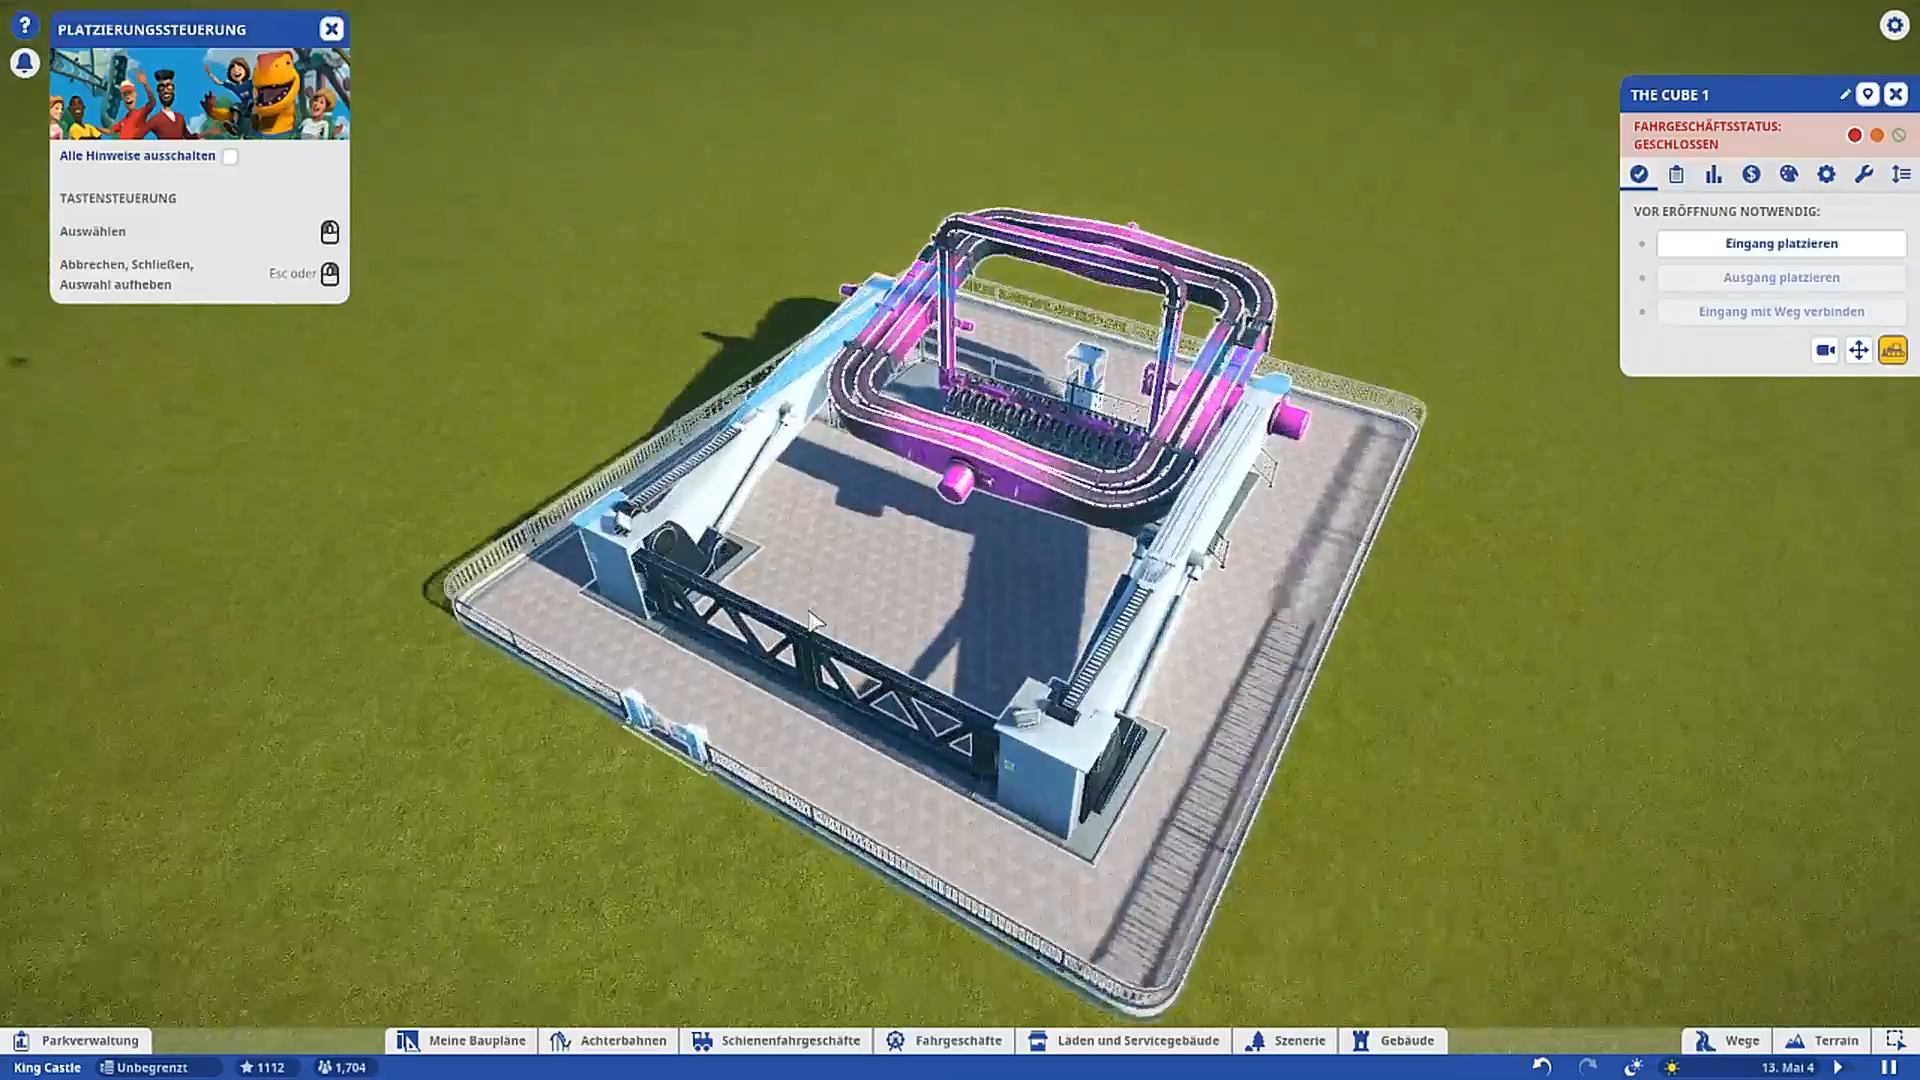 ?
PLATZIERUNGSSTEUERUNG
Alle Hinweise ausschalten
TASTENSTEUERUNG
Auswählen
Abbrechen, Schließen,
Auswahl aufheben
Esc oder
THE CUBE 1
FAHRGESCHÄFTSSTATUS:
GESCHLOSSEN
VOR ERÖFFNUNG NOTWENDIG:
Eingang platzieren
Ausgang platzieren
Eingang mit Weg verbinden
Parkverwaltung
Meine Baupläne
Achterbahnen
Schienenfahrgeschäfte
Fahrgeschäfte
Läden und Servicegebäude
Szenerie
Gebäude
Wege
Terrain
King Castle
Unbegrenzt
1112
1,704
13. Mai 4